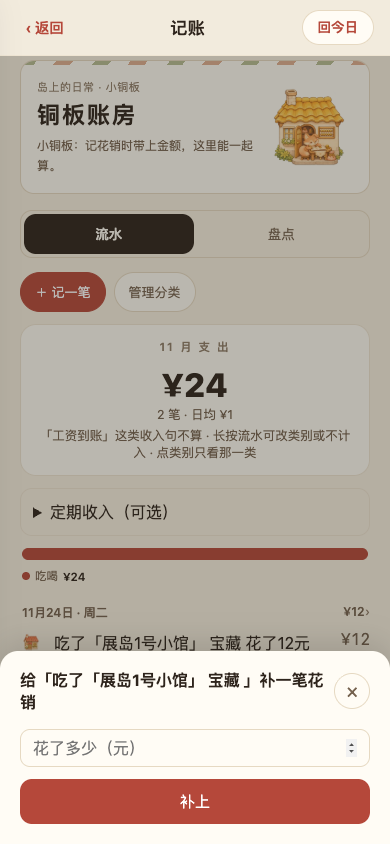 ‹ 返回
记账
回今日
岛上的日常 · 小铜板
铜板账房
小铜板：记花销时带上金额，这里能一起
算。
流水
盘点
＋ 记一笔
管理分类
11 月 支 出
¥24
2 笔 · 日均 ¥1
「工资到账」这类收入句不算 · 长按流水可改类别或不计
入 · 点类别只看那一类
▶ 定期收入（可选）
吃喝 ¥24
11月24日 · 周二
¥12›
吃了「展岛1号小馆」 宝藏 花了12元
¥12
给「吃了「展岛1号小馆」 宝藏 」补一笔花
销
×
花了多少（元）
补上